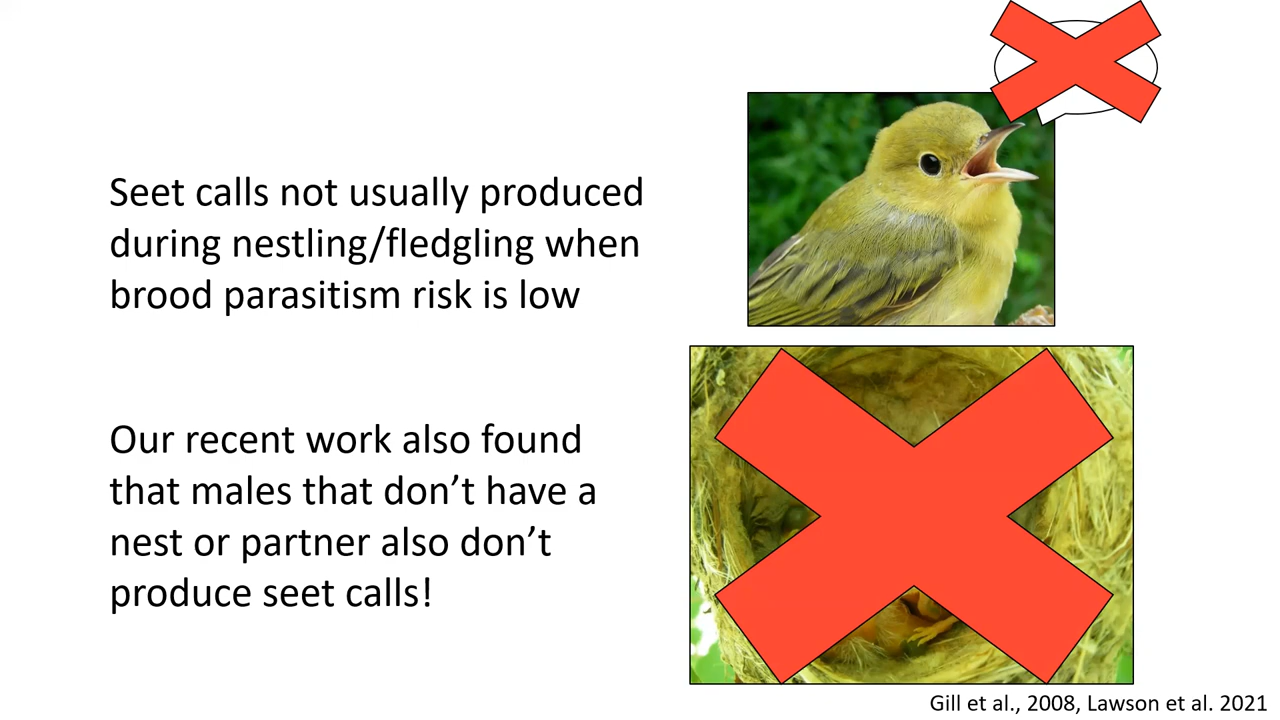 Seet calls not usually produced
during nestling/fledgling when
brood parasitism risk is low
Our recent work also found
that males that don’t have a
nest or partner also don’t
produce seet calls!
Gill et al., 2008, Lawson et al. 2021